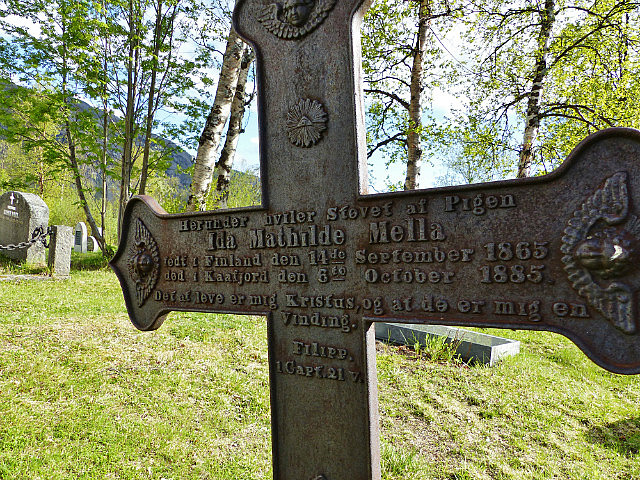 Herunder hviler Støvet af Pigen
Ida Mathilde Mella
født i Finland den 14de September 1865
død i Kaafjord den 6te October 1885.
Det at leve er mig Kristus og at dø er mig en
Vinding.
Filipp.
1 Capt. 21 v.